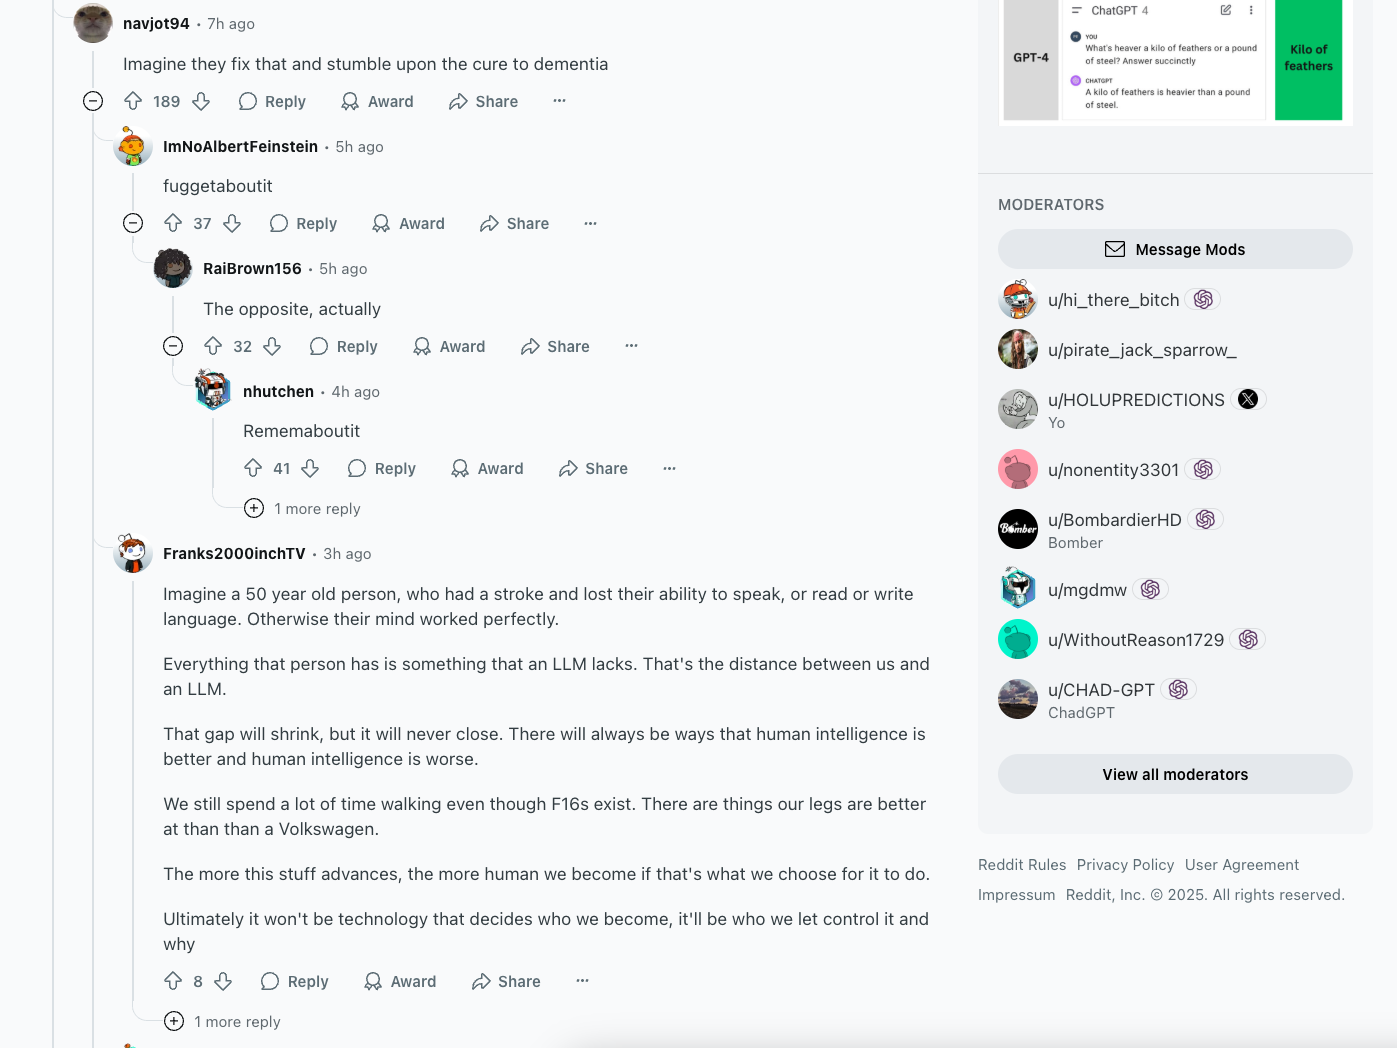 navjot94 • 7h ago
Imagine they fix that and stumble upon the cure to dementia
189 Reply Award Share ...
ImNoAlbertFeinstein • 5h ago
fuggetaboutit
37 Reply Award Share ...
RaiBrown156 • 5h ago
The opposite, actually
32 Reply Award Share ...
nhutchen • 4h ago
Rememaboutit
41 Reply Award Share ...
1 more reply
Franks2000inchTV • 3h ago
Imagine a 50 year old person, who had a stroke and lost their ability to speak, or read or write
language. Otherwise their mind worked perfectly.
Everything that person has is something that an LLM lacks. That's the distance between us and
an LLM.
That gap will shrink, but it will never close. There will always be ways that human intelligence is
better and human intelligence is worse.
We still spend a lot of time walking even though F16s exist. There are things our legs are better
at than than a Volkswagen.
The more this stuff advances, the more human we become if that's what we choose for it to do.
Ultimately it won't be technology that decides who we become, it'll be who we let control it and
why
8 Reply Award Share ...
1 more reply
GPT-4
ChatGPT 4
YOU
What's heaver a kilo of feathers or a pound
of steel? Answer succinctly
CHATGPT
A kilo of feathers is heavier than a pound
of steel.
Kilo of
feathers
MODERATORS
Message Mods
u/hi_there_bitch
u/pirate_jack_sparrow_
u/HOLUPREDICTIONS
Yo
u/nonentity3301
Bomber
u/BombardierHD
Bomber
u/mgdmw
u/WithoutReason1729
u/CHAD-GPT
ChadGPT
View all moderators
Reddit Rules Privacy Policy User Agreement
Impressum Reddit, Inc. © 2025. All rights reserved.